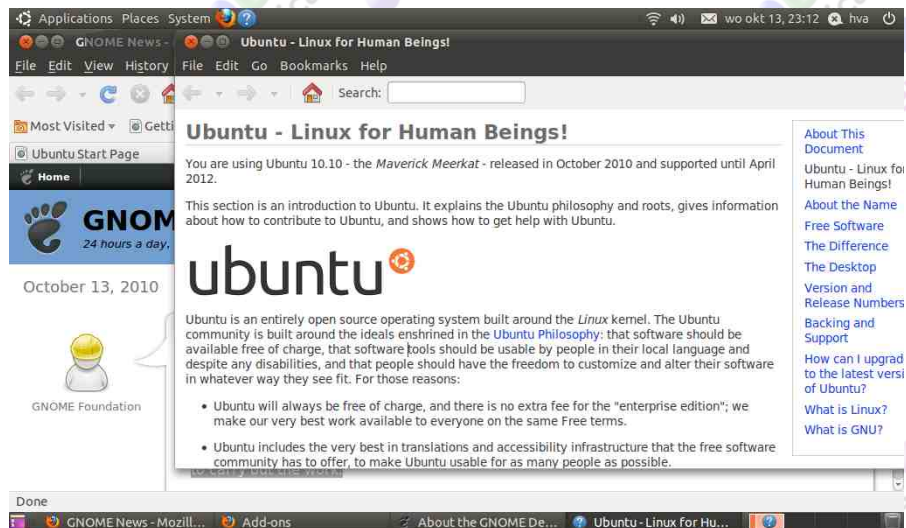 Applications Places System
wo okt 13, 23:12 hva
GNOME News -
File Edit View History
Most Visited
Getti
Ubuntu Start Page
Home
GNOM
24 hours a day,
October 13, 2010
GNOME Foundation
Ubuntu - Linux for Human Beings!
File Edit Go Bookmarks Help
Search:
Ubuntu - Linux for Human Beings!
You are using Ubuntu 10.10 - the Maverick Meerkat - released in October 2010 and supported until April
2012.
This section is an introduction to Ubuntu. It explains the Ubuntu philosophy and roots, gives information
about how to contribute to Ubuntu, and shows how to get help with Ubuntu.
ubuntu
Ubuntu is an entirely open source operating system built around the Linux kernel. The Ubuntu
community is built around the ideals enshrined in the Ubuntu Philosophy: that software should be
available free of charge, that software tools should be usable by people in their local language and
despite any disabilities, and that people should have the freedom to customize and alter their software
in whatever way they see fit. For those reasons:
• Ubuntu will always be free of charge, and there is no extra fee for the "enterprise edition"; we
make our very best work available to everyone on the same Free terms.
• Ubuntu includes the very best in translations and accessibility infrastructure that the free software
community has to offer, to make Ubuntu usable for as many people as possible.
About This
Document
Ubuntu - Linux for
Human Beings!
About the Name
Free Software
The Difference
The Desktop
Version and
Release Numbers
Backing and
Support
How can I upgrad
to the latest versi
of Ubuntu?
What is Linux?
What is GNU?
to carry out the work.
Done
GNOME News - Mozill...
Add-ons
About the GNOME De...
Ubuntu - Linux for Hu...